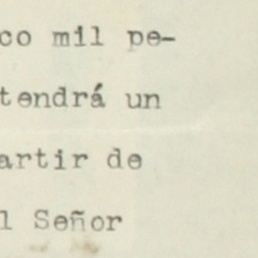 co mil pe-
tendrá un
artir de
l Señor